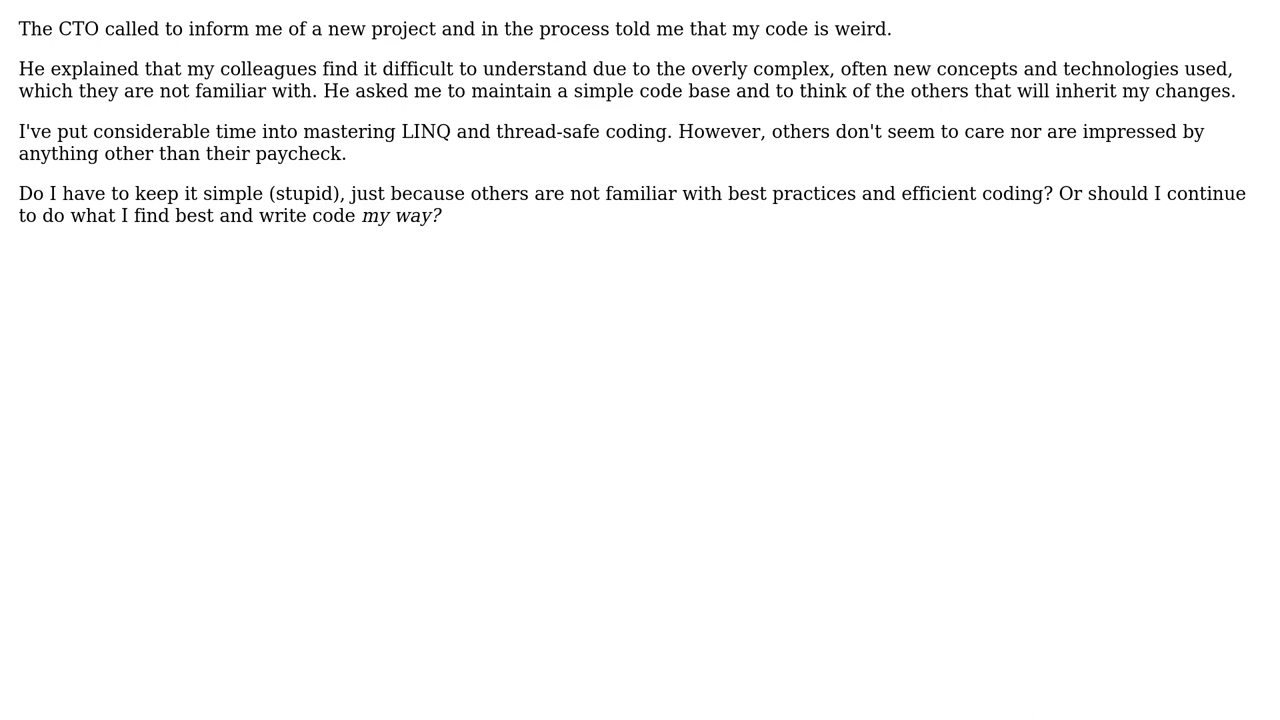 The CTO called to inform me of a new project and in the process told me that my code is weird.
He explained that my colleagues find it difficult to understand due to the overly complex, often new concepts and technologies used,
which they are not familiar with. He asked me to maintain a simple code base and to think of the others that will inherit my changes.
I've put considerable time into mastering LINQ and thread-safe coding. However, others don't seem to care nor are impressed by
anything other than their paycheck.
Do I have to keep it simple (stupid), just because others are not familiar with best practices and efficient coding? Or should I continue
to do what I find best and write code my way?